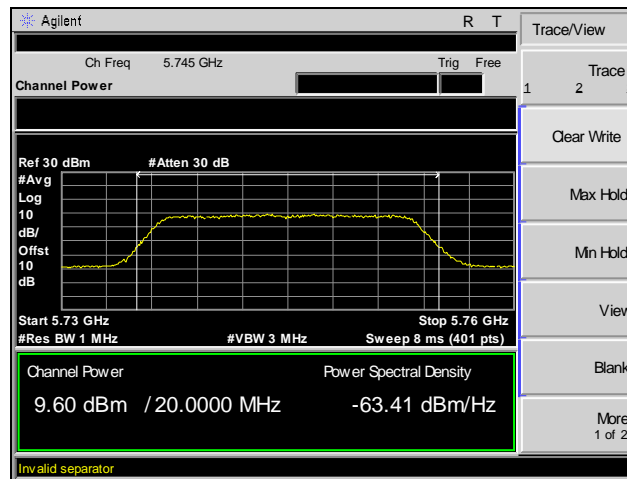 Agilent R T
Ch Freq 5.745 GHz Trig Free
Channel Power
Ref 30 dBm #Atten 30 dB
#Avg
Log
10
dB/
Offst
10
dB
Start 5.73 GHz Stop 5.76 GHz
#Res BW 1 MHz #VBW 3 MHz Sweep 8 ms (401 pts)
Channel Power Power Spectral Density
9.60 dBm / 20.0000 MHz -63.41 dBm/Hz
Invalid separator
Trace/View
Trace
1 2
Clear Write
Max Hold
Min Hold
View
Blank
More
1 of 2